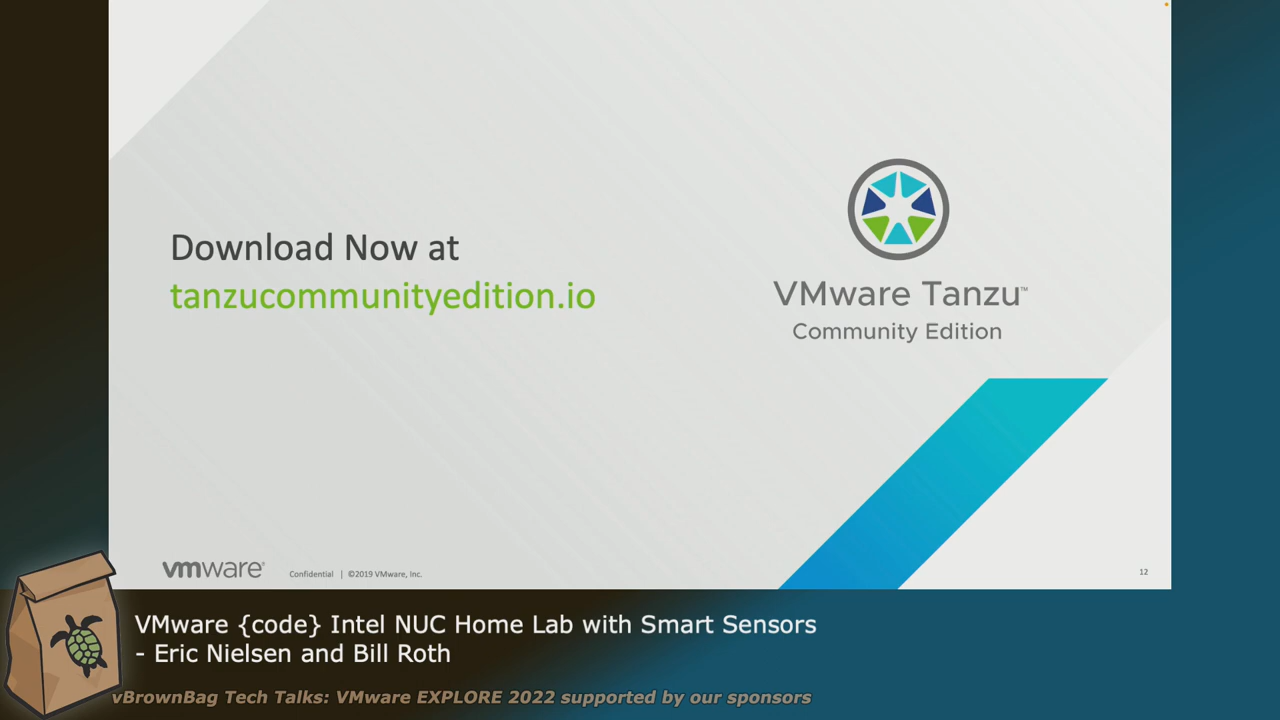 Download Now at
tanzucommunityedition.io
VMware Tanzu™
Community Edition
vmware®
Confidential | ©2019 VMware, Inc.
12
VMware {code} Intel NUC Home Lab with Smart Sensors
- Eric Nielsen and Bill Roth
vBrownBag Tech Talks: VMware EXPLORE 2022 supported by our sponsors